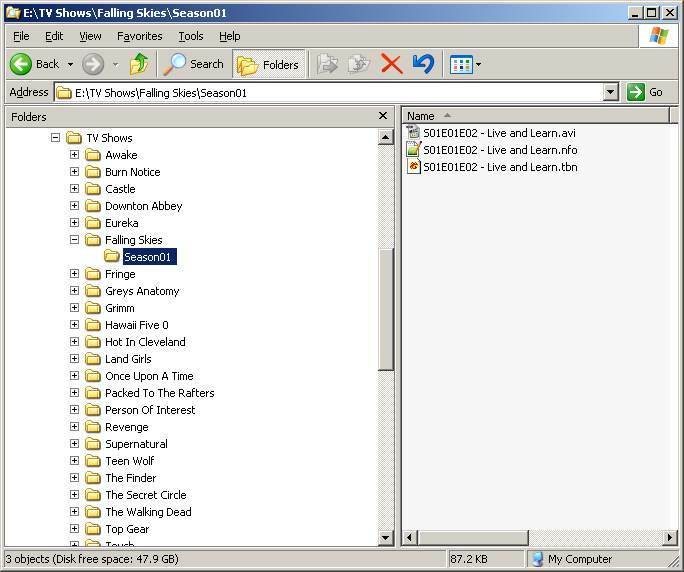 E:\TV Shows\Falling Skies\Season01
File Edit View Favorites Tools Help
Back Search Folders
Address E:\TV Shows\Falling Skies\Season01 Go
Folders
TV Shows
Awake
Burn Notice
Castle
Downton Abbey
Eureka
Falling Skies
Season01
Fringe
Greys Anatomy
Grimm
Hawaii Five 0
Hot In Cleveland
Land Girls
Once Upon A Time
Packed To The Rafters
Person Of Interest
Revenge
Supernatural
Teen Wolf
The Finder
The Secret Circle
The Walking Dead
Top Gear
Touch
Name
S01E01E02 - Live and Learn.avi
S01E01E02 - Live and Learn.nfo
S01E01E02 - Live and Learn.tbn
3 objects (Disk free space: 47.9 GB) 87.2 KB My Computer